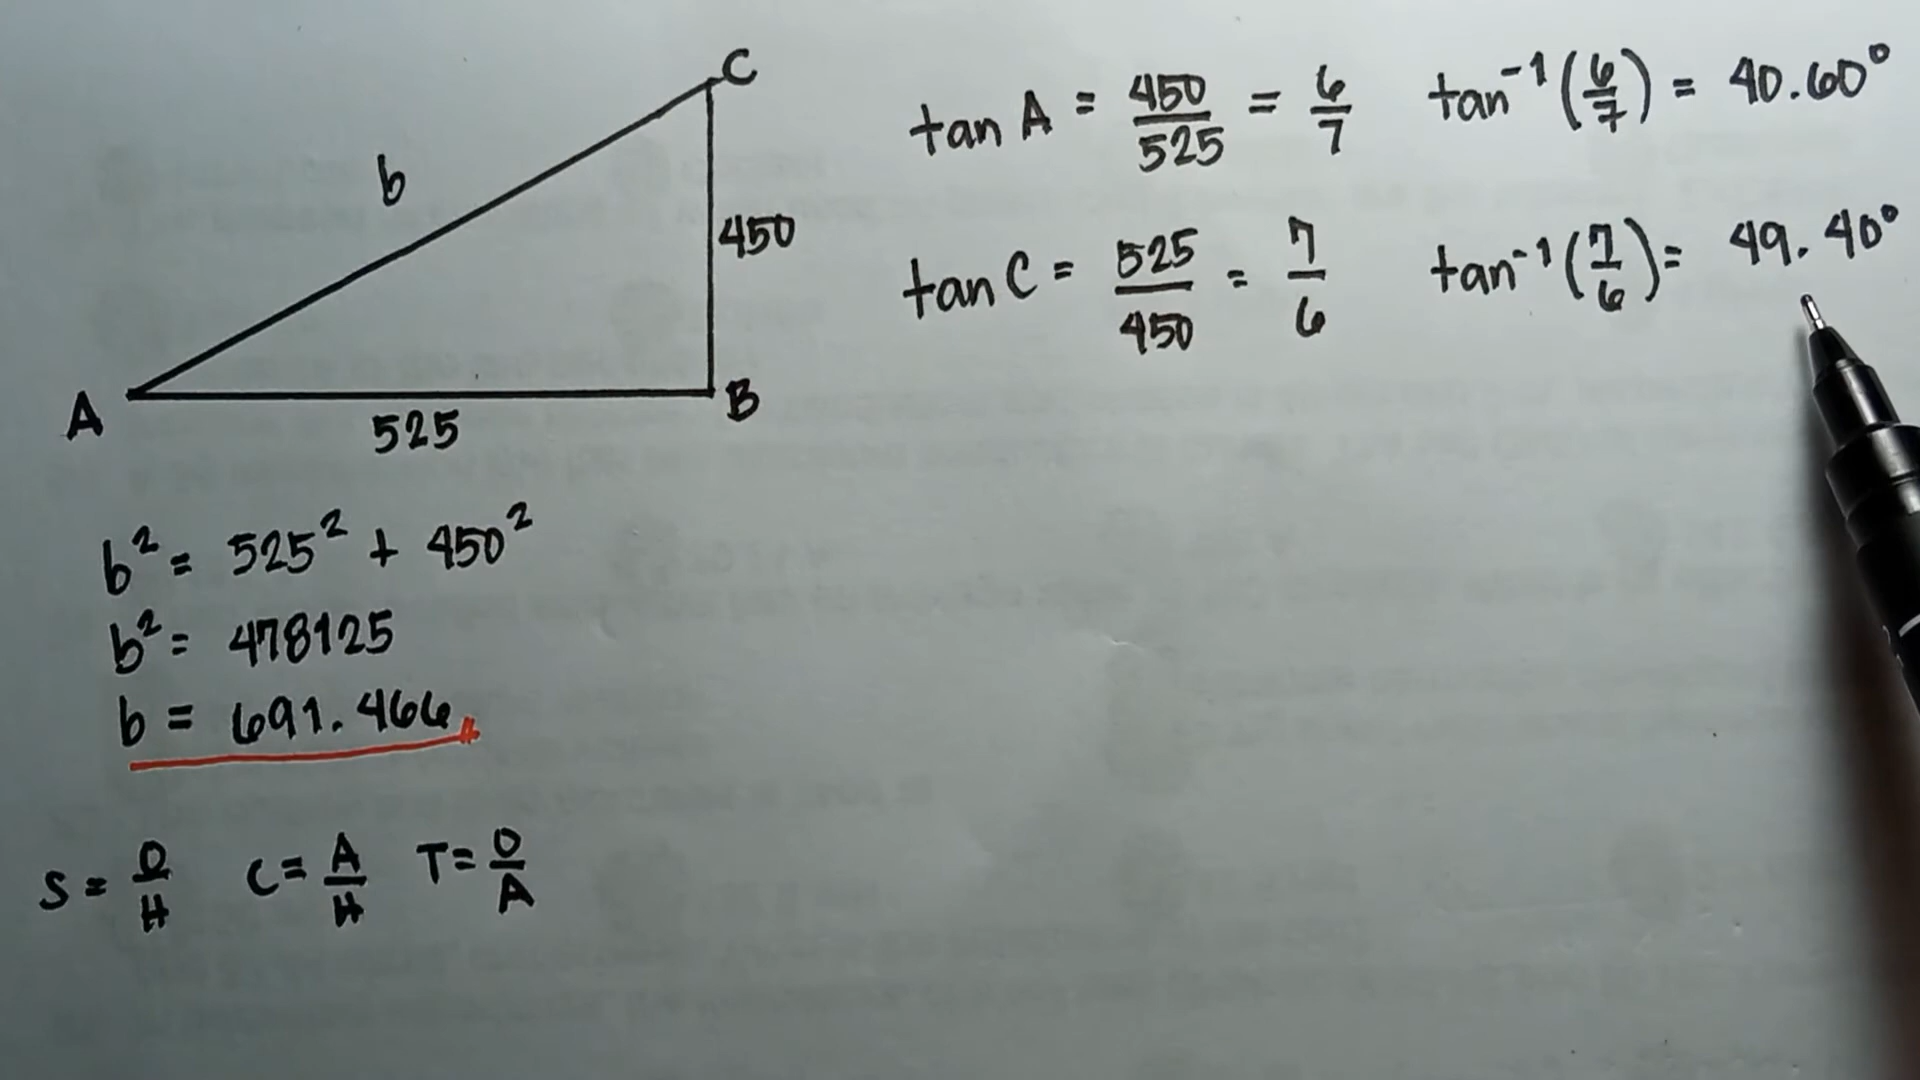 C
b
450
A
B
525
tan A = 450/525 = 6/7 tan⁻¹(6/7) = 40.60°
tan C = 525/450 = 7/6 tan⁻¹(7/6) = 49.40°
b² = 525² + 450²
b² = 478125
b = 691.466
S = O/H C = A/H T = O/A